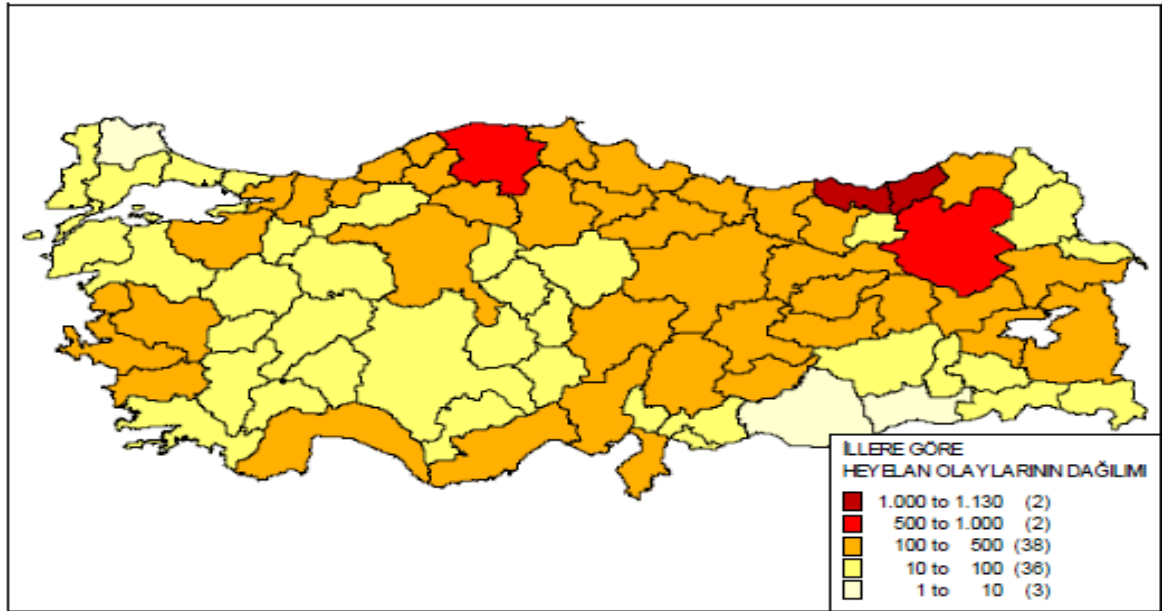 İLLERE GÖRE
HEYELAN OLAYLARININ DAĞILIMI
1.000 to 1.130 (2)
500 to 1.000 (2)
100 to 500 (38)
10 to 100 (36)
1 to 10 (3)